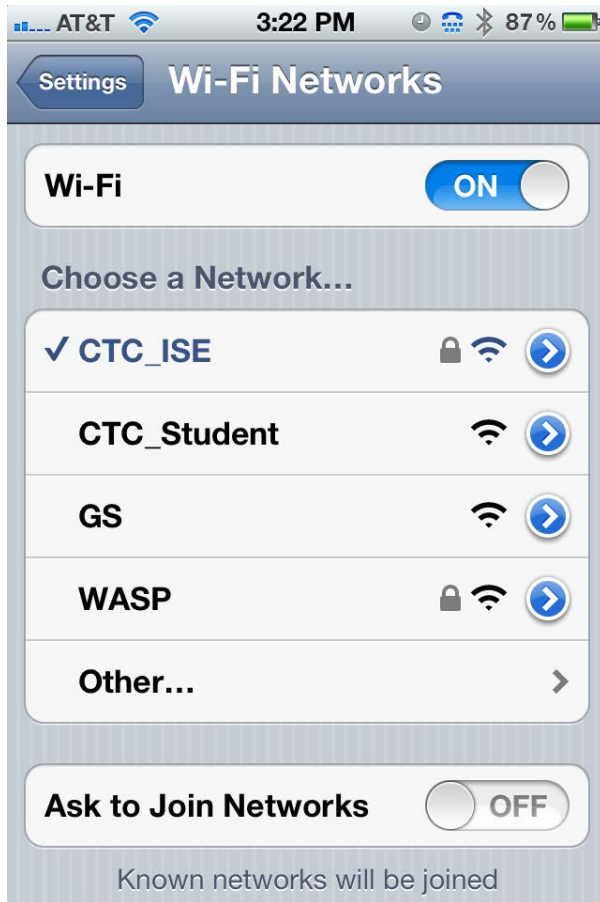 AT&T 3:22 PM 87%
Settings Wi-Fi Networks
Wi-Fi ON
Choose a Network...
✓ CTC_ISE
CTC_Student
GS
WASP
Other...
Ask to Join Networks OFF
Known networks will be joined